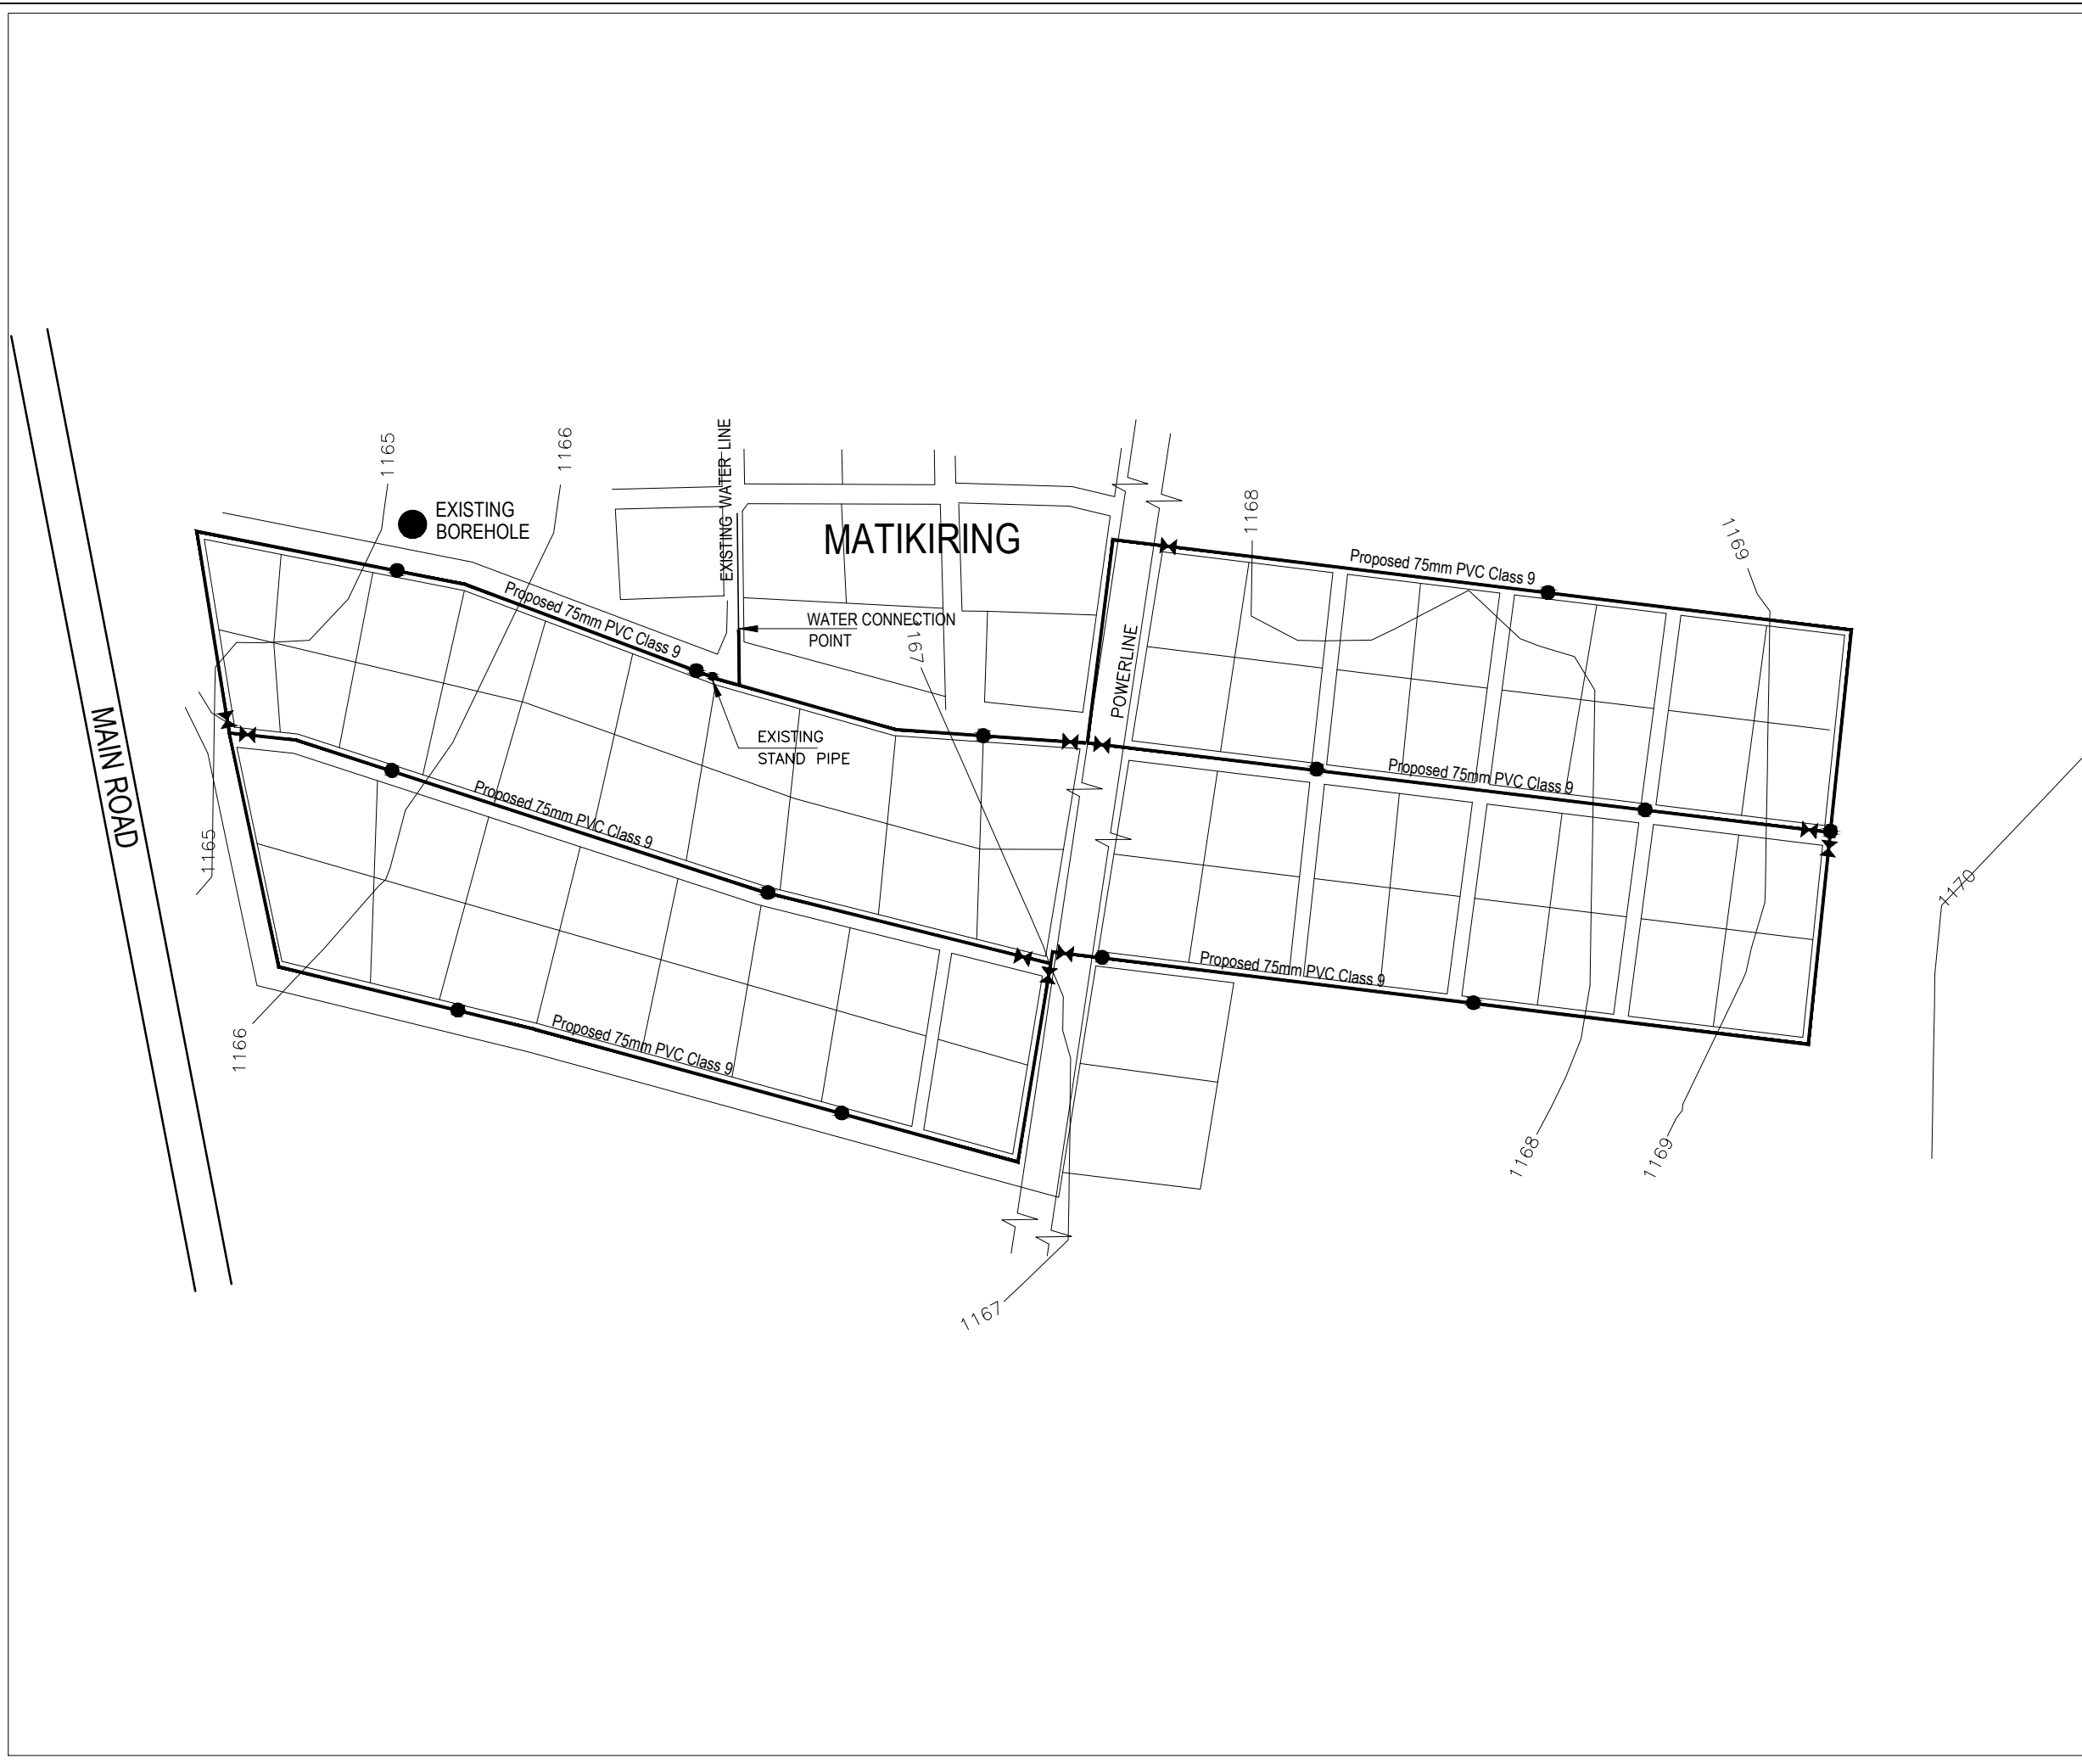 1165
1166
EXISTING WATER LINE
1168
1169
EXISTING
BOREHOLE
MATIKIRING
Proposed 75mm PVC Class 9
Proposed 75mm PVC Class 9
WATER CONNECTION
POINT
1167
POWERLINE
EXISTING
STAND PIPE
Proposed 75mm PVC Class 9
MAIN ROAD
Proposed 75mm PVC Class 9
1165
1170
Proposed 75mm PVC Class 9
Proposed 75mm PVC Class 9
1166
1168
1169
1167